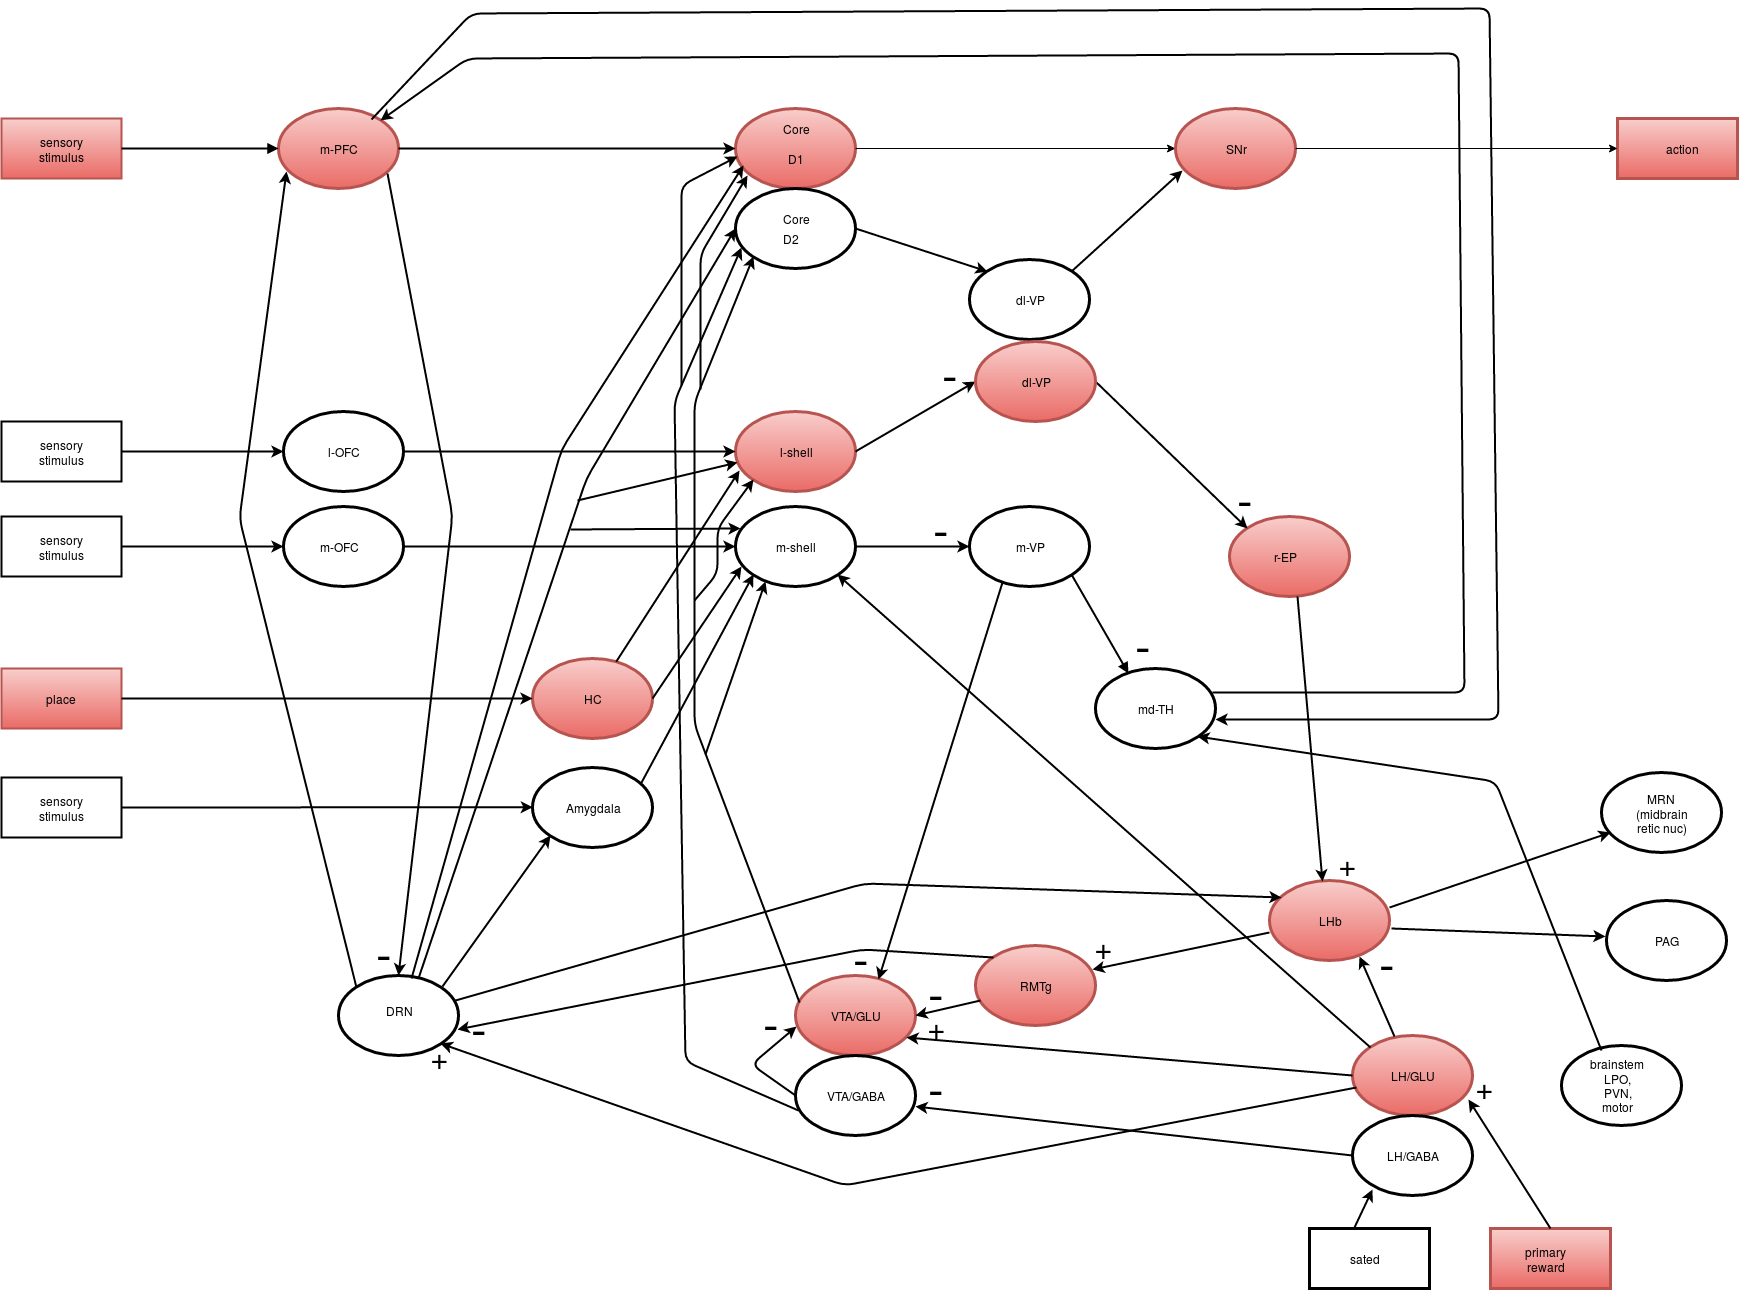 sensory
stimulus
m-PFC
Core
D1
SNr
action
Core
D2
dl-VP
dl-VP
-
sensory
stimulus
l-OFC
l-shell
-
sensory
stimulus
m-OFC
m-shell
-
m-VP
r-EP
-
place
HC
md-TH
sensory
stimulus
Amygdala
MRN
(midbrain
retic nuc)
+
LHb
PAG
-
-
+
-
DRN
-
+
-
VTA/GLU
-
+
RMTg
VTA/GABA
-
LH/GLU
+
brainstem
LPO,
PVN,
motor
LH/GABA
sated
primary
reward